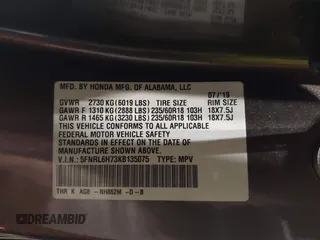 MFD. BY HONDA MFG. OF ALABAMA, LLC
07/'19
GVWR 2730 KG(6019 LBS) TIRE SIZE RIM SIZE
GAWR F 1310 KG(2888 LBS) 235/60R18 103H 18X7.5J
GAWR R 1465 KG(3230 LBS) 235/60R18 103H 18X7.5J
THIS VEHICLE CONFORMS TO ALL APPLICABLE
FEDERAL MOTOR VEHICLE SAFETY
STANDARDS IN EFFECT ON THE DATE OF
MANUFACTURE SHOWN ABOVE.
V.I.N.: 5FNRL6H73KB135075 TYPE: MPV
THR K AGB -NH882M -D-B
DREAMBID